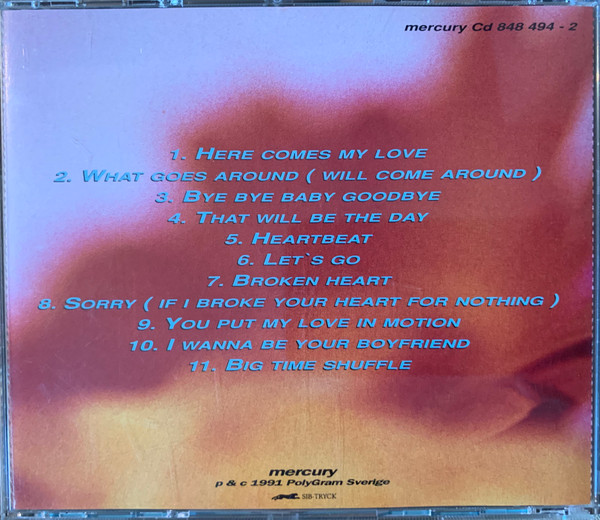 mercury Cd 848 494 - 2
1. Here comes my love
2. What goes around ( will come around )
3. Bye bye baby goodbye
4. That will be the day
5. Heartbeat
6. Let`s go
7. Broken heart
8. Sorry ( if i broke your heart for nothing )
9. You put my love in motion
10. I wanna be your boyfriend
11. Big time shuffle
mercury
p & c 1991 PolyGram Sverige
SIB-TRYCK